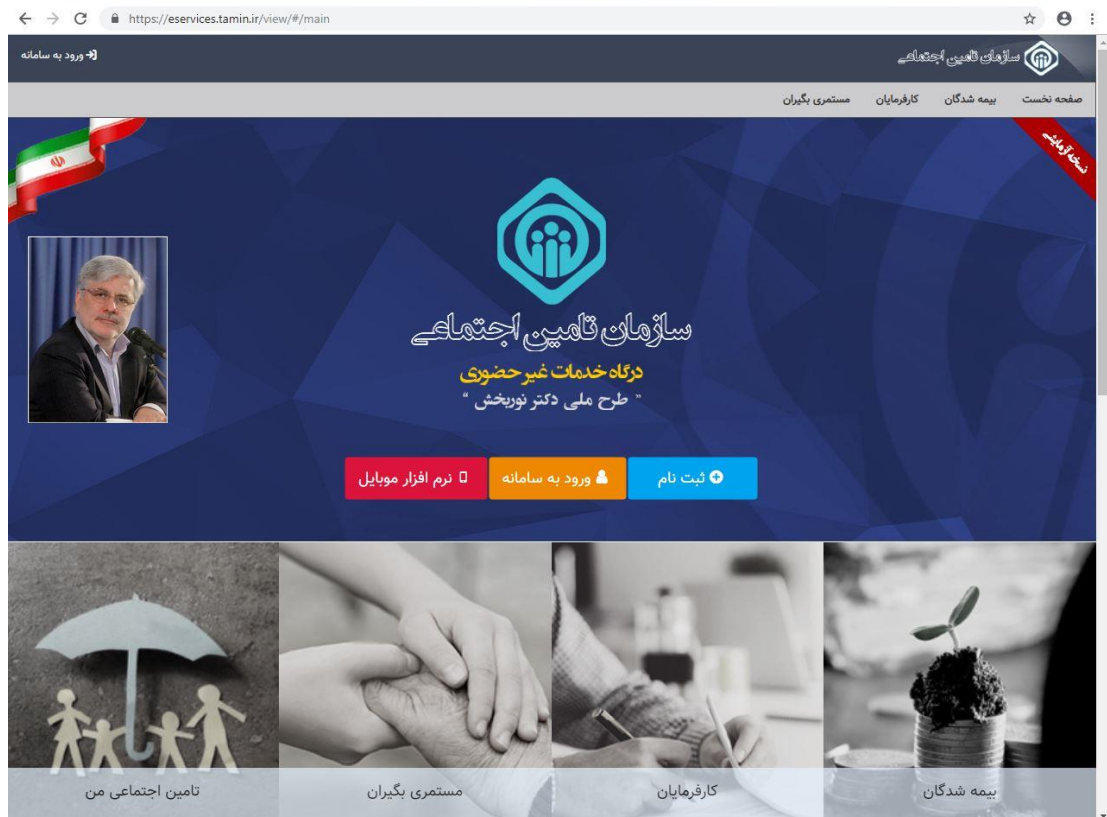 https://eservices.tamin.ir/view/#/main
سازمان تامین اجتماعی
ورود به سامانه
صفحه نخست
بیمه شدگان
کارفرمایان
مستمری بگیران
نسخه آزمایشی
سازمان تامین اجتماعی
درگاه خدمات غیر حضوری
" طرح ملی دکتر نوربخش "
ثبت نام
ورود به سامانه
نرم افزار موبایل
بیمه شدگان
کارفرمایان
مستمری بگیران
تامین اجتماعی من